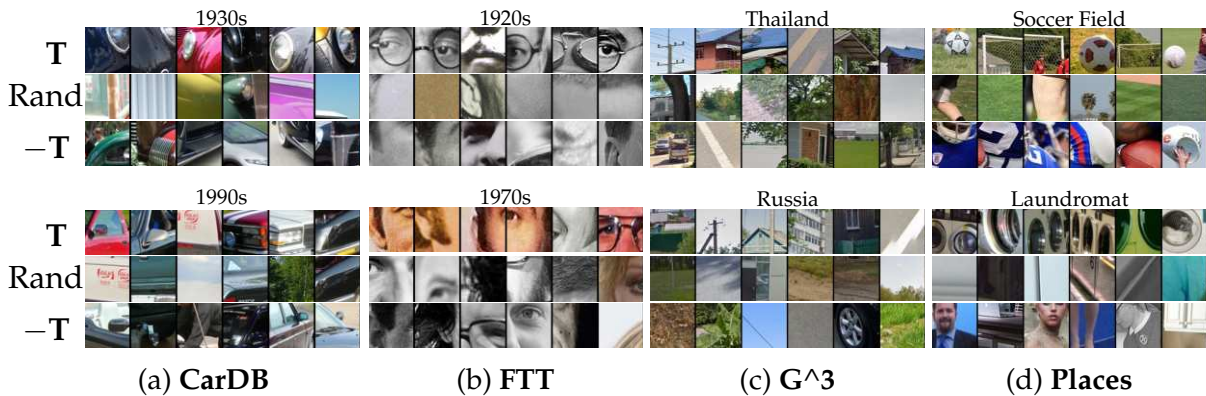 1930s 1920s Thailand Soccer Field
T
Rand
−T
1990s 1970s Russia Laundromat
T
Rand
−T
(a) CarDB (b) FTT (c) G^3 (d) Places